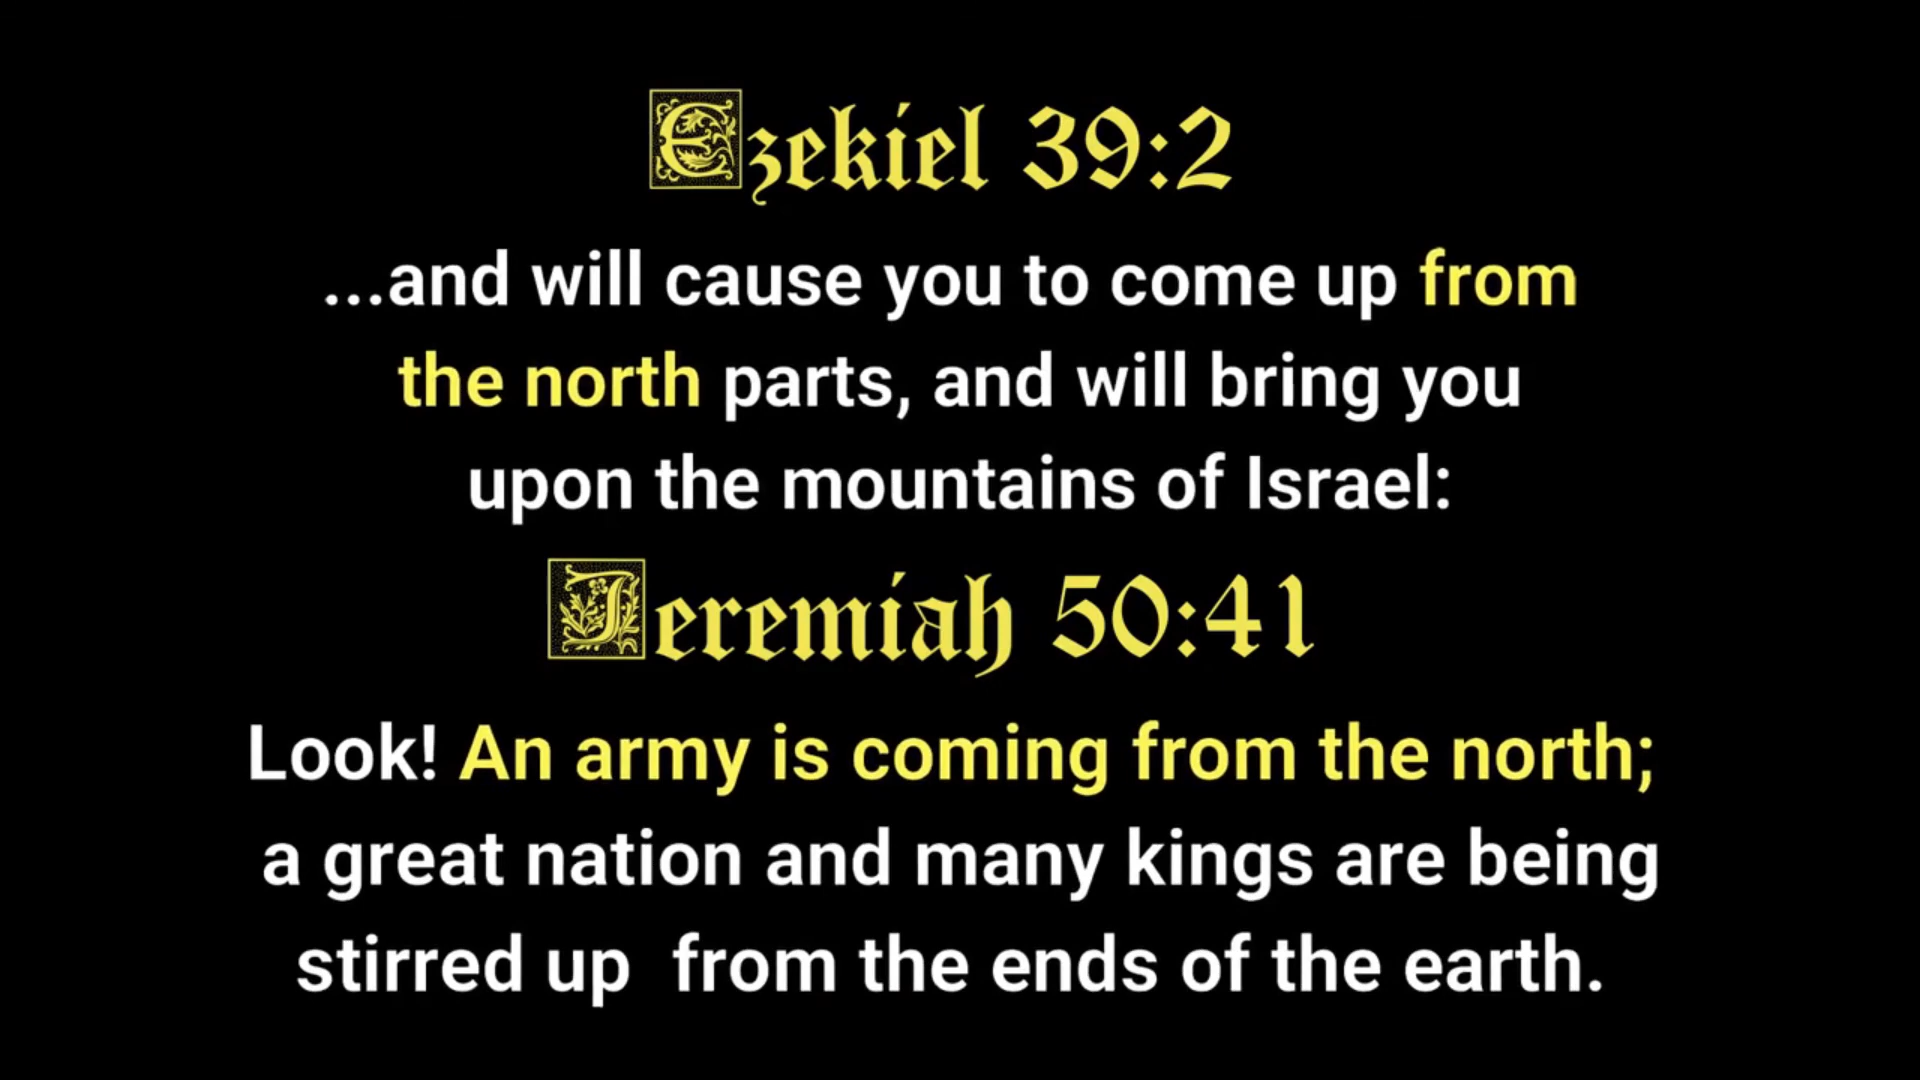 Ezekiel 39:2
...and will cause you to come up from
the north parts, and will bring you
upon the mountains of Israel:
Jeremiah 50:41
Look! An army is coming from the north;
a great nation and many kings are being
stirred up  from the ends of the earth.